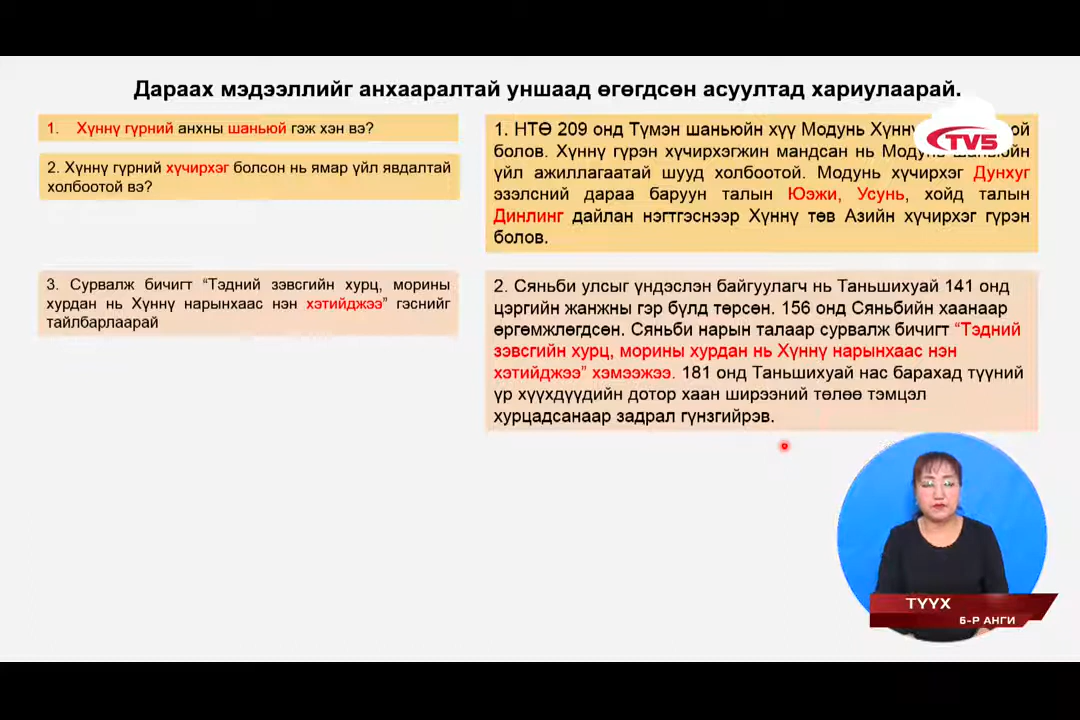 Дараах мэдээллийг анхааралтай уншаад өгөгдсөн асуултад хариулаарай.
1. Хүннү гүрний анхны шаньюй гэж хэн вэ?
2. Хүннү гүрний хүчирхэг болсон нь ямар үйл явдалтай
холбоотой вэ?
3. Сурвалж бичигт “Тэдний зэвсгийн хурц, морины
хурдан нь Хүннү нарынхаас нэн хэтийджээ” гэснийг
тайлбарлаарай
1. НТӨ 209 онд Түмэн шаньюйн хүү Модунь Хүнн
болов. Хүннү гүрэн хүчирхэгжин мандсан нь Модунь шаньюйн
үйл ажиллагаатай шууд холбоотой. Модунь хүчирхэг Дунхуг
эзэлсний дараа баруун талын Юэжи, Усунь, хойд талын
Динлинг дайлан нэгтгэснээр Хүннү төв Азийн хүчирхэг гүрэн
болов.
2. Сяньби улсыг үндэслэн байгуулагч нь Таньшихуай 141 онд
цэргийн жанжны гэр бүлд төрсөн. 156 онд Сяньбийн хаанаар
өргөмжлөгдсөн. Сяньби нарын талаар сурвалж бичигт “Тэдний
зэвсгийн хурц, морины хурдан нь Хүннү нарынхаас нэн
хэтийджээ” хэмээжээ. 181 онд Таньшихуай нас барахад түүний
үр хүүхдүүдийн дотор хаан ширээний төлөө тэмцэл
хурцадсанаар задрал гүнзгийрэв.
TV5
ТҮҮХ
6-Р АНГИ